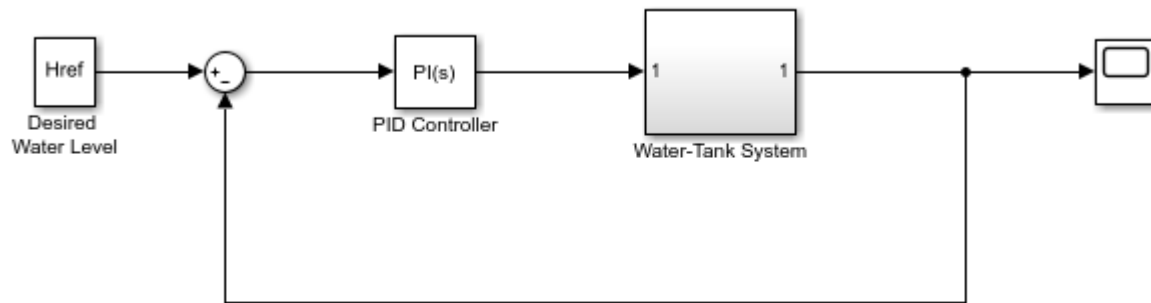 Href
Desired
Water Level
+
−
PI(s)
PID Controller
1
1
Water-Tank System